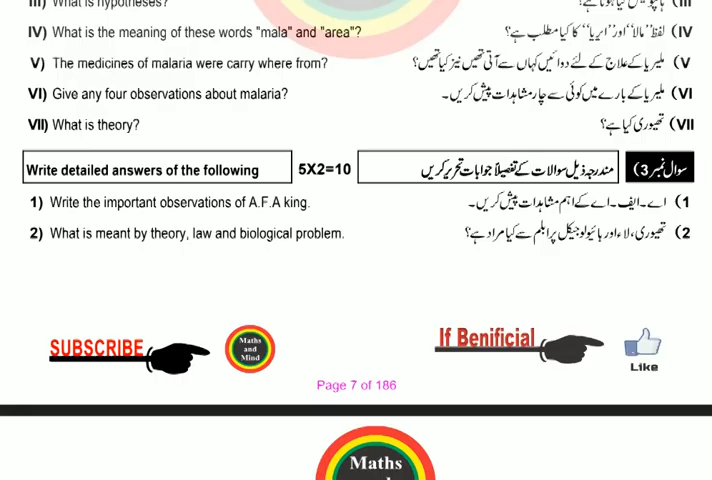 III) What is hypotheses?
IV) What is the meaning of these words "mala" and "area"? لفظ ”مالا“ اور ”ایریا“ کا کیا مطلب ہے؟ (IV
V) The medicines of malaria were carry where from? ملیریا کے علاج کے لئے دوائیں کہاں سے آتی تھیں نیز کیا تھیں؟ (V
VI) Give any four observations about malaria? ملیریا کے بارے میں کوئی سے چار مشاہدات پیش کریں۔ (VI
VII) What is theory? تھیوری کیا ہے؟ (VII
Write detailed answers of the following 5X2=10 مندرجہ ذیل سوالات کے تفصیلاً جوابات تحریر کریں سوال نمبر 3)
1) Write the important observations of A.F.A king. اے۔ایف۔اے کے اہم مشاہدات پیش کریں۔ (1
2) What is meant by theory, law and biological problem. تھیوری، لاء اور بائیولوجیکل پرابلم سے کیا مراد ہے؟ (2
SUBSCRIBE Maths and Mind If Benificial Like
Page 7 of 186
Maths